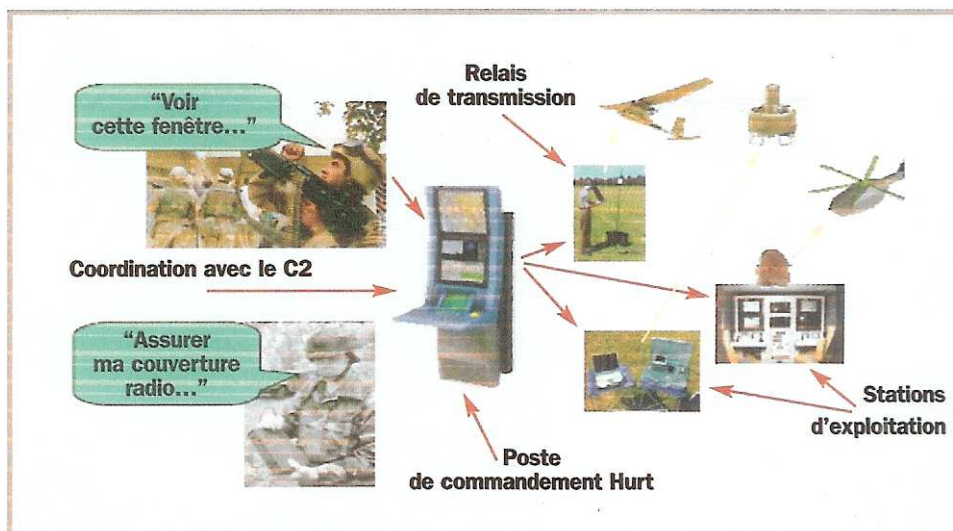 Relais
de transmission
“Voir
cette fenêtre...”
Coordination avec le C2
“Assurer
ma couverture
radio...”
Stations
d'exploitation
Poste
de commandement Hurt